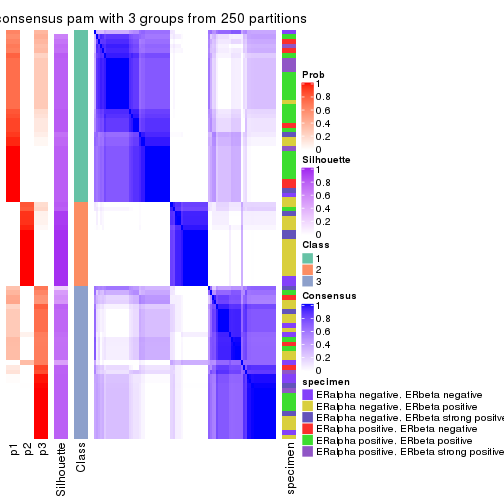 consensus pam with 3 groups from 250 partitions
Prob
1
0.8
0.6
0.4
0.2
0
Silhouette
1
0.8
0.6
0.4
0.2
0
Class
1
2
3
Consensus
1
0.8
0.6
0.4
0.2
0
specimen
ERalpha negative. ERbeta negative
ERalpha negative. ERbeta positive
ERalpha negative. ERbeta strong positive
ERalpha positive. ERbeta negative
ERalpha positive. ERbeta positive
ERalpha positive. ERbeta strong positive
p1
p2
p3
Silhouette
Class
specimen